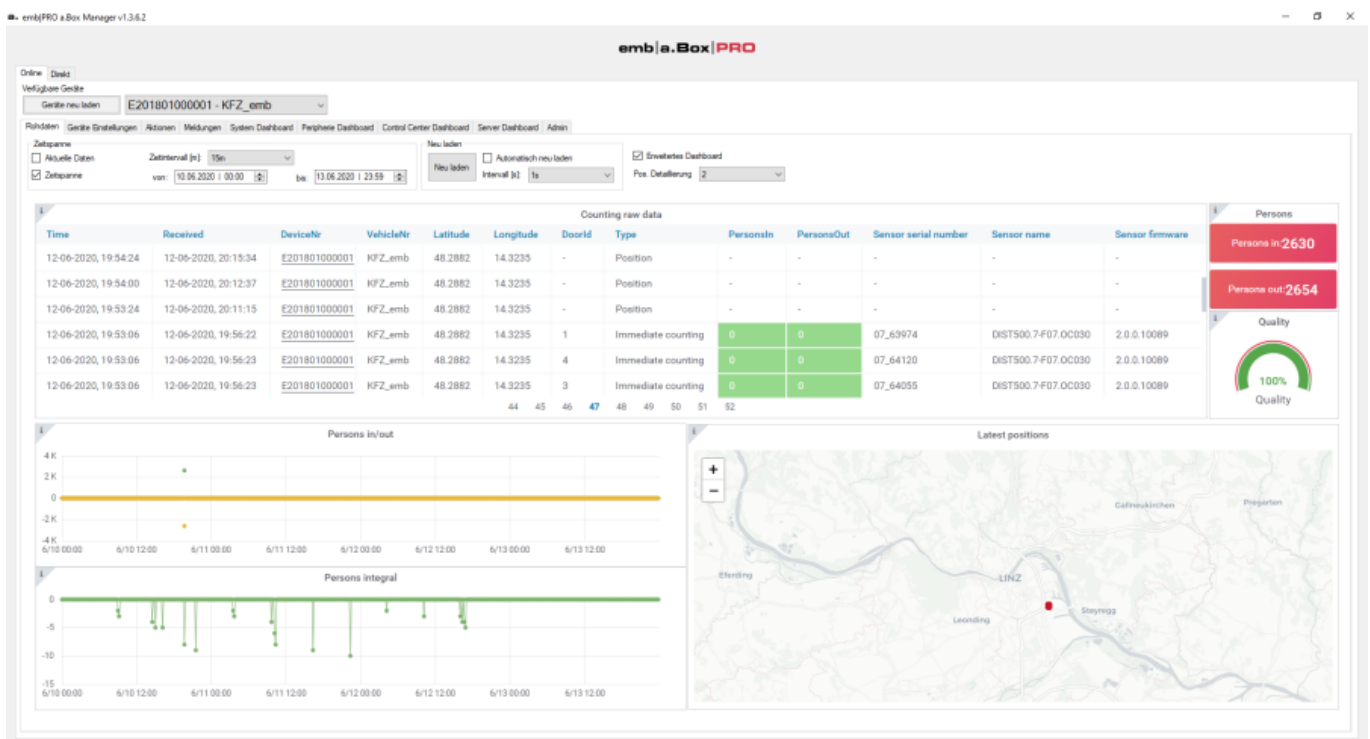 emb|PRO a.Box Manager v1.3.6.2
emb|a.Box|PRO
Online Direkt
Verfügbare Geräte
Geräte neu laden E201801000001 - KFZ_emb
Rohdaten Geräte Einstellungen Aktionen Meldungen System Dashboard Peripherie Dashboard Control Center Dashboard Server Dashboard Admin
Zeitspanne
Aktuelle Daten Zeitintervall [m]: 15m
Zeitspanne von: 10.06.2020 | 00:00 bis: 13.06.2020 | 23:59
Neu laden
Neu laden Automatisch neu laden
Intervall [s]: 1s
Erweitertes Dashboard
Pos. Detaillierung 2
Counting raw data
Time Received DeviceNr VehicleNr Latitude Longitude DoorId Type PersonsIn PersonsOut Sensor serial number Sensor name Sensor firmware
12-06-2020, 19:54:24 12-06-2020, 20:15:34 E201801000001 KFZ_emb 48.2882 14.3235 - Position - - - - -
12-06-2020, 19:54:00 12-06-2020, 20:12:37 E201801000001 KFZ_emb 48.2882 14.3235 - Position - - - - -
12-06-2020, 19:53:24 12-06-2020, 20:11:15 E201801000001 KFZ_emb 48.2882 14.3235 - Position - - - - -
12-06-2020, 19:53:06 12-06-2020, 19:56:22 E201801000001 KFZ_emb 48.2882 14.3235 1 Immediate counting 0 0 07_63974 DIST500.7-F07.OC030 2.0.0.10089
12-06-2020, 19:53:06 12-06-2020, 19:56:23 E201801000001 KFZ_emb 48.2882 14.3235 4 Immediate counting 0 0 07_64120 DIST500.7-F07.OC030 2.0.0.10089
12-06-2020, 19:53:06 12-06-2020, 19:56:23 E201801000001 KFZ_emb 48.2882 14.3235 3 Immediate counting 0 0 07_64055 DIST500.7-F07.OC030 2.0.0.10089
44 45 46 47 48 49 50 51 52
Persons
Persons in:2630
Persons out:2654
Quality
100%
Quality
Persons in/out
4 K
2 K
0
-2 K
-4 K
6/10 00:00 6/10 12:00 6/11 00:00 6/11 12:00 6/12 00:00 6/12 12:00 6/13 00:00 6/13 12:00
Persons integral
0
-5
-10
-15
6/10 00:00 6/10 12:00 6/11 00:00 6/11 12:00 6/12 00:00 6/12 12:00 6/13 00:00 6/13 12:00
Latest positions
+
−
Gallneukirchen
Pregarten
Eferding
LINZ
Steyregg
Leonding